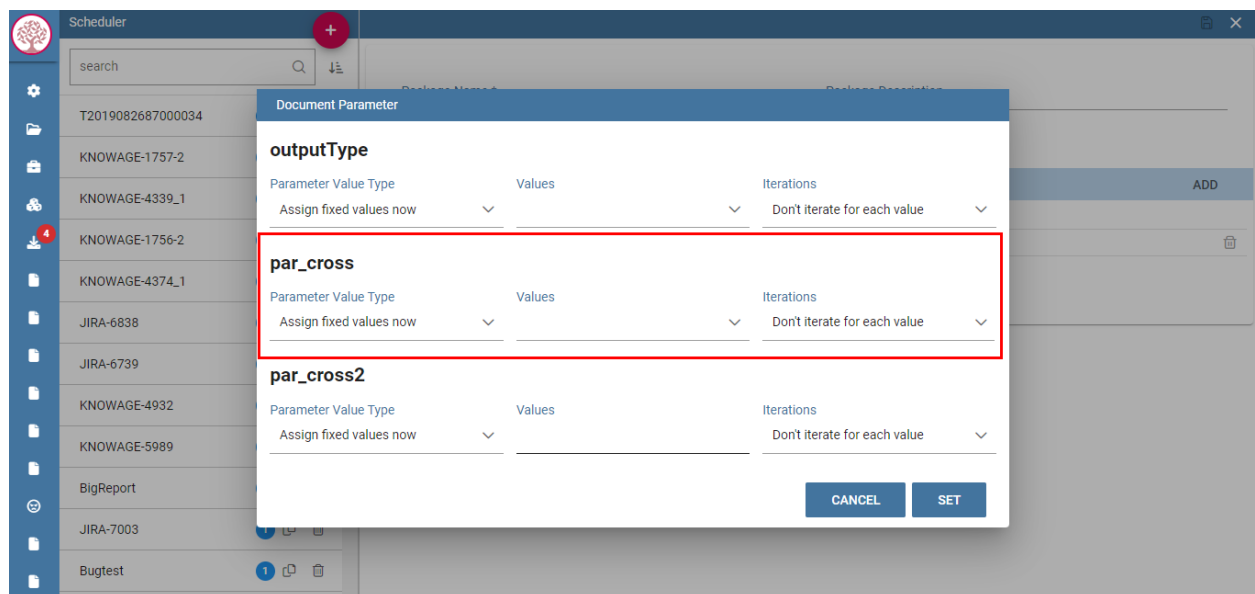 Scheduler
+
search
T2019082687000034
KNOWAGE-1757-2
KNOWAGE-4339_1
4
KNOWAGE-1756-2
KNOWAGE-4374_1
JIRA-6838
JIRA-6739
KNOWAGE-4932
KNOWAGE-5989
BigReport
JIRA-7003
1
Bugtest
1
Package Name *
Package Description
ADD
Document Parameter
outputType
Parameter Value Type
Values
Iterations
Assign fixed values now
Don't iterate for each value
par_cross
Parameter Value Type
Values
Iterations
Assign fixed values now
Don't iterate for each value
par_cross2
Parameter Value Type
Values
Iterations
Assign fixed values now
Don't iterate for each value
CANCEL
SET